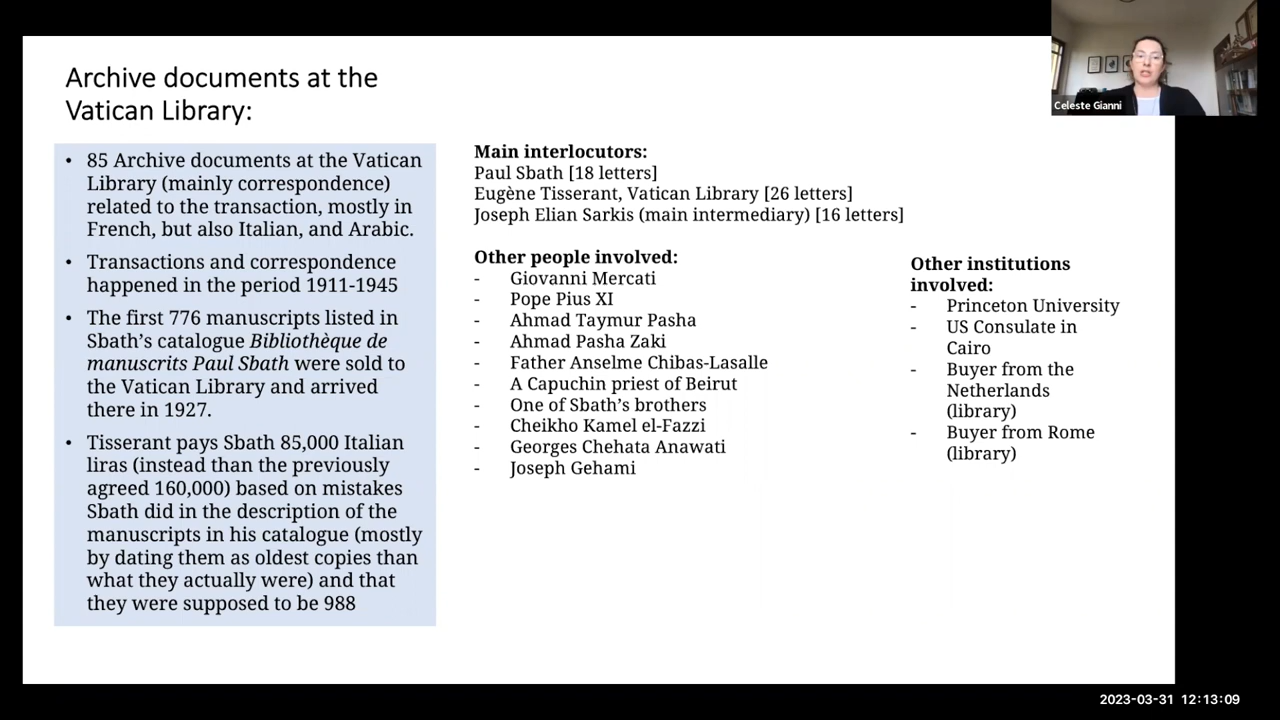 Archive documents at the
Vatican Library:
• 85 Archive documents at the Vatican
Library (mainly correspondence)
related to the transaction, mostly in
French, but also Italian, and Arabic.
• Transactions and correspondence
happened in the period 1911-1945
• The first 776 manuscripts listed in
Sbath’s catalogue Bibliothèque de
manuscrits Paul Sbath were sold to
the Vatican Library and arrived
there in 1927.
• Tisserant pays Sbath 85,000 Italian
liras (instead than the previously
agreed 160,000) based on mistakes
Sbath did in the description of the
manuscripts in his catalogue (mostly
by dating them as oldest copies than
what they actually were) and that
they were supposed to be 988
Main interlocutors:
Paul Sbath [18 letters]
Eugène Tisserant, Vatican Library [26 letters]
Joseph Elian Sarkis (main intermediary) [16 letters]
Other people involved:
- Giovanni Mercati
- Pope Pius XI
- Ahmad Taymur Pasha
- Ahmad Pasha Zaki
- Father Anselme Chibas-Lasalle
- A Capuchin priest of Beirut
- One of Sbath’s brothers
- Cheikho Kamel el-Fazzi
- Georges Chehata Anawati
- Joseph Gehami
Other institutions
involved:
- Princeton University
- US Consulate in
Cairo
- Buyer from the
Netherlands
(library)
- Buyer from Rome
(library)
Celeste Gianni
2023-03-31 12:13:09